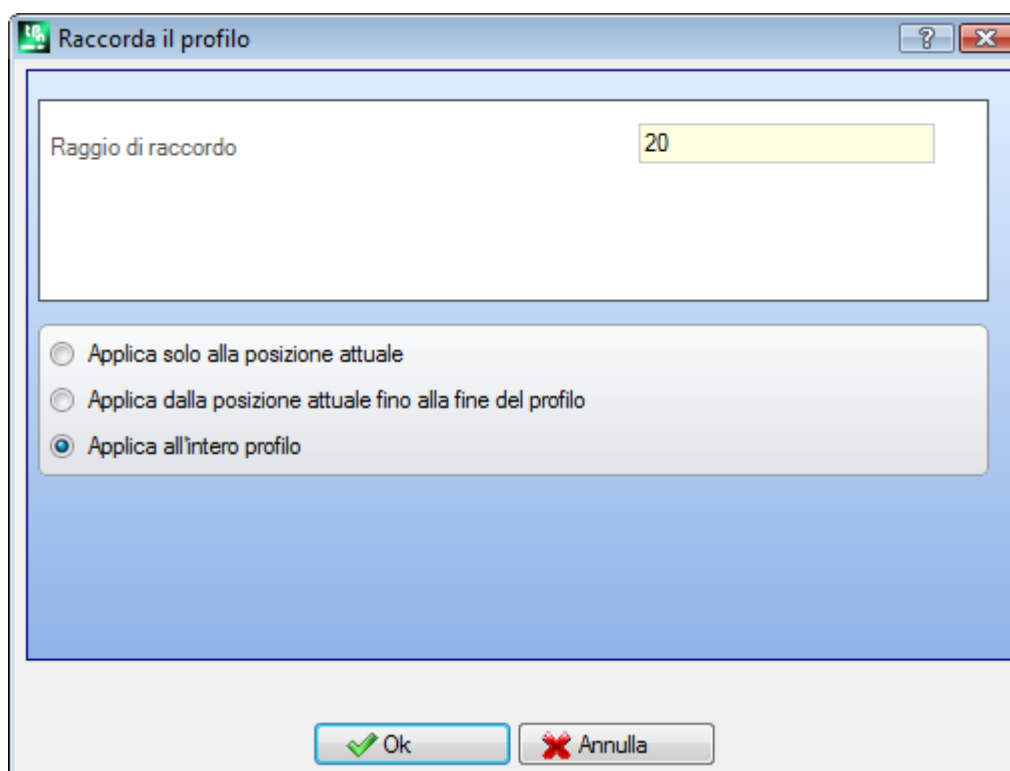 Raccorda il profilo
Raggio di raccordo 20
Applica solo alla posizione attuale
Applica dalla posizione attuale fino alla fine del profilo
Applica all'intero profilo
Ok Annulla